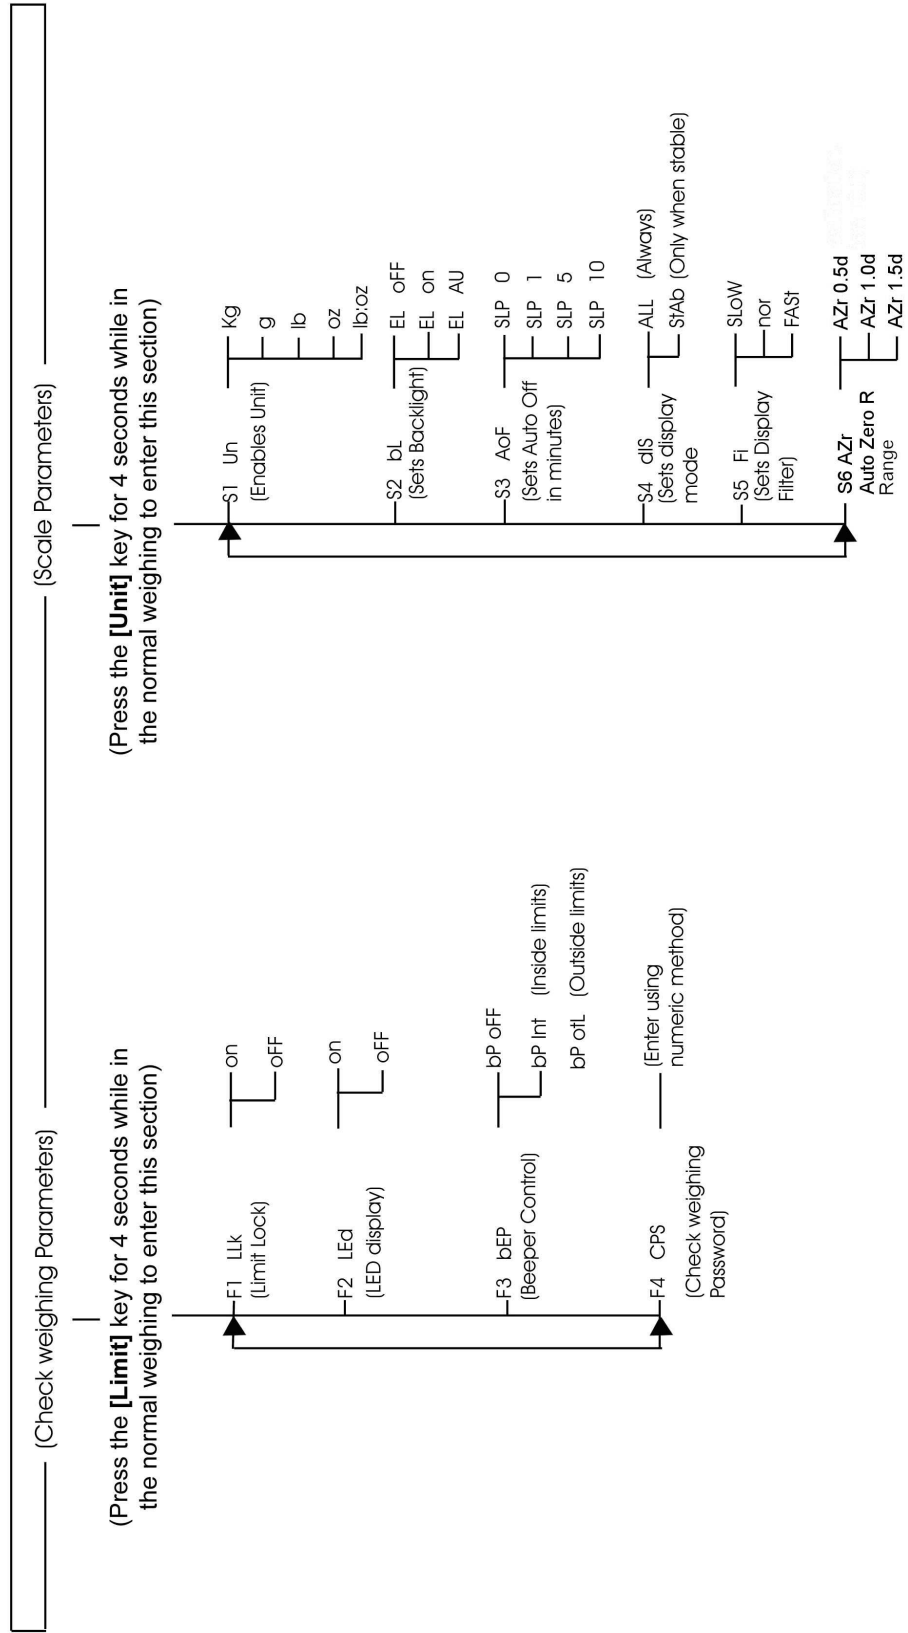 (Check weighing Parameters)
(Press the [Limit] key for 4 seconds while in
the normal weighing to enter this section)
F1 LLk
(Limit Lock)
on
oFF
F2 LEd
(LED display)
on
oFF
F3 bEP
(Beeper Control)
bP oFF
bP Int (Inside limits)
bP otL (Outside limits)
F4 CPS
(Check weighing
Password)
(Enter using
numeric method)
(Scale Parameters)
(Press the [Unit] key for 4 seconds while in
the normal weighing to enter this section)
S1 Un
(Enables Unit)
Kg
g
lb
oz
lb:oz
S2 bL
(Sets Backlight)
EL oFF
EL on
EL AU
S3 AoF
(Sets Auto Off
in minutes)
SLP 0
SLP 1
SLP 5
SLP 10
S4 dIS
(Sets display
mode
ALL (Always)
StAb (Only when stable)
S5 Fi
(Sets Display
Filter)
SLoW
nor
FASt
S6 AZr
Auto Zero R
Range
AZr 0.5d
AZr 1.0d
AZr 1.5d